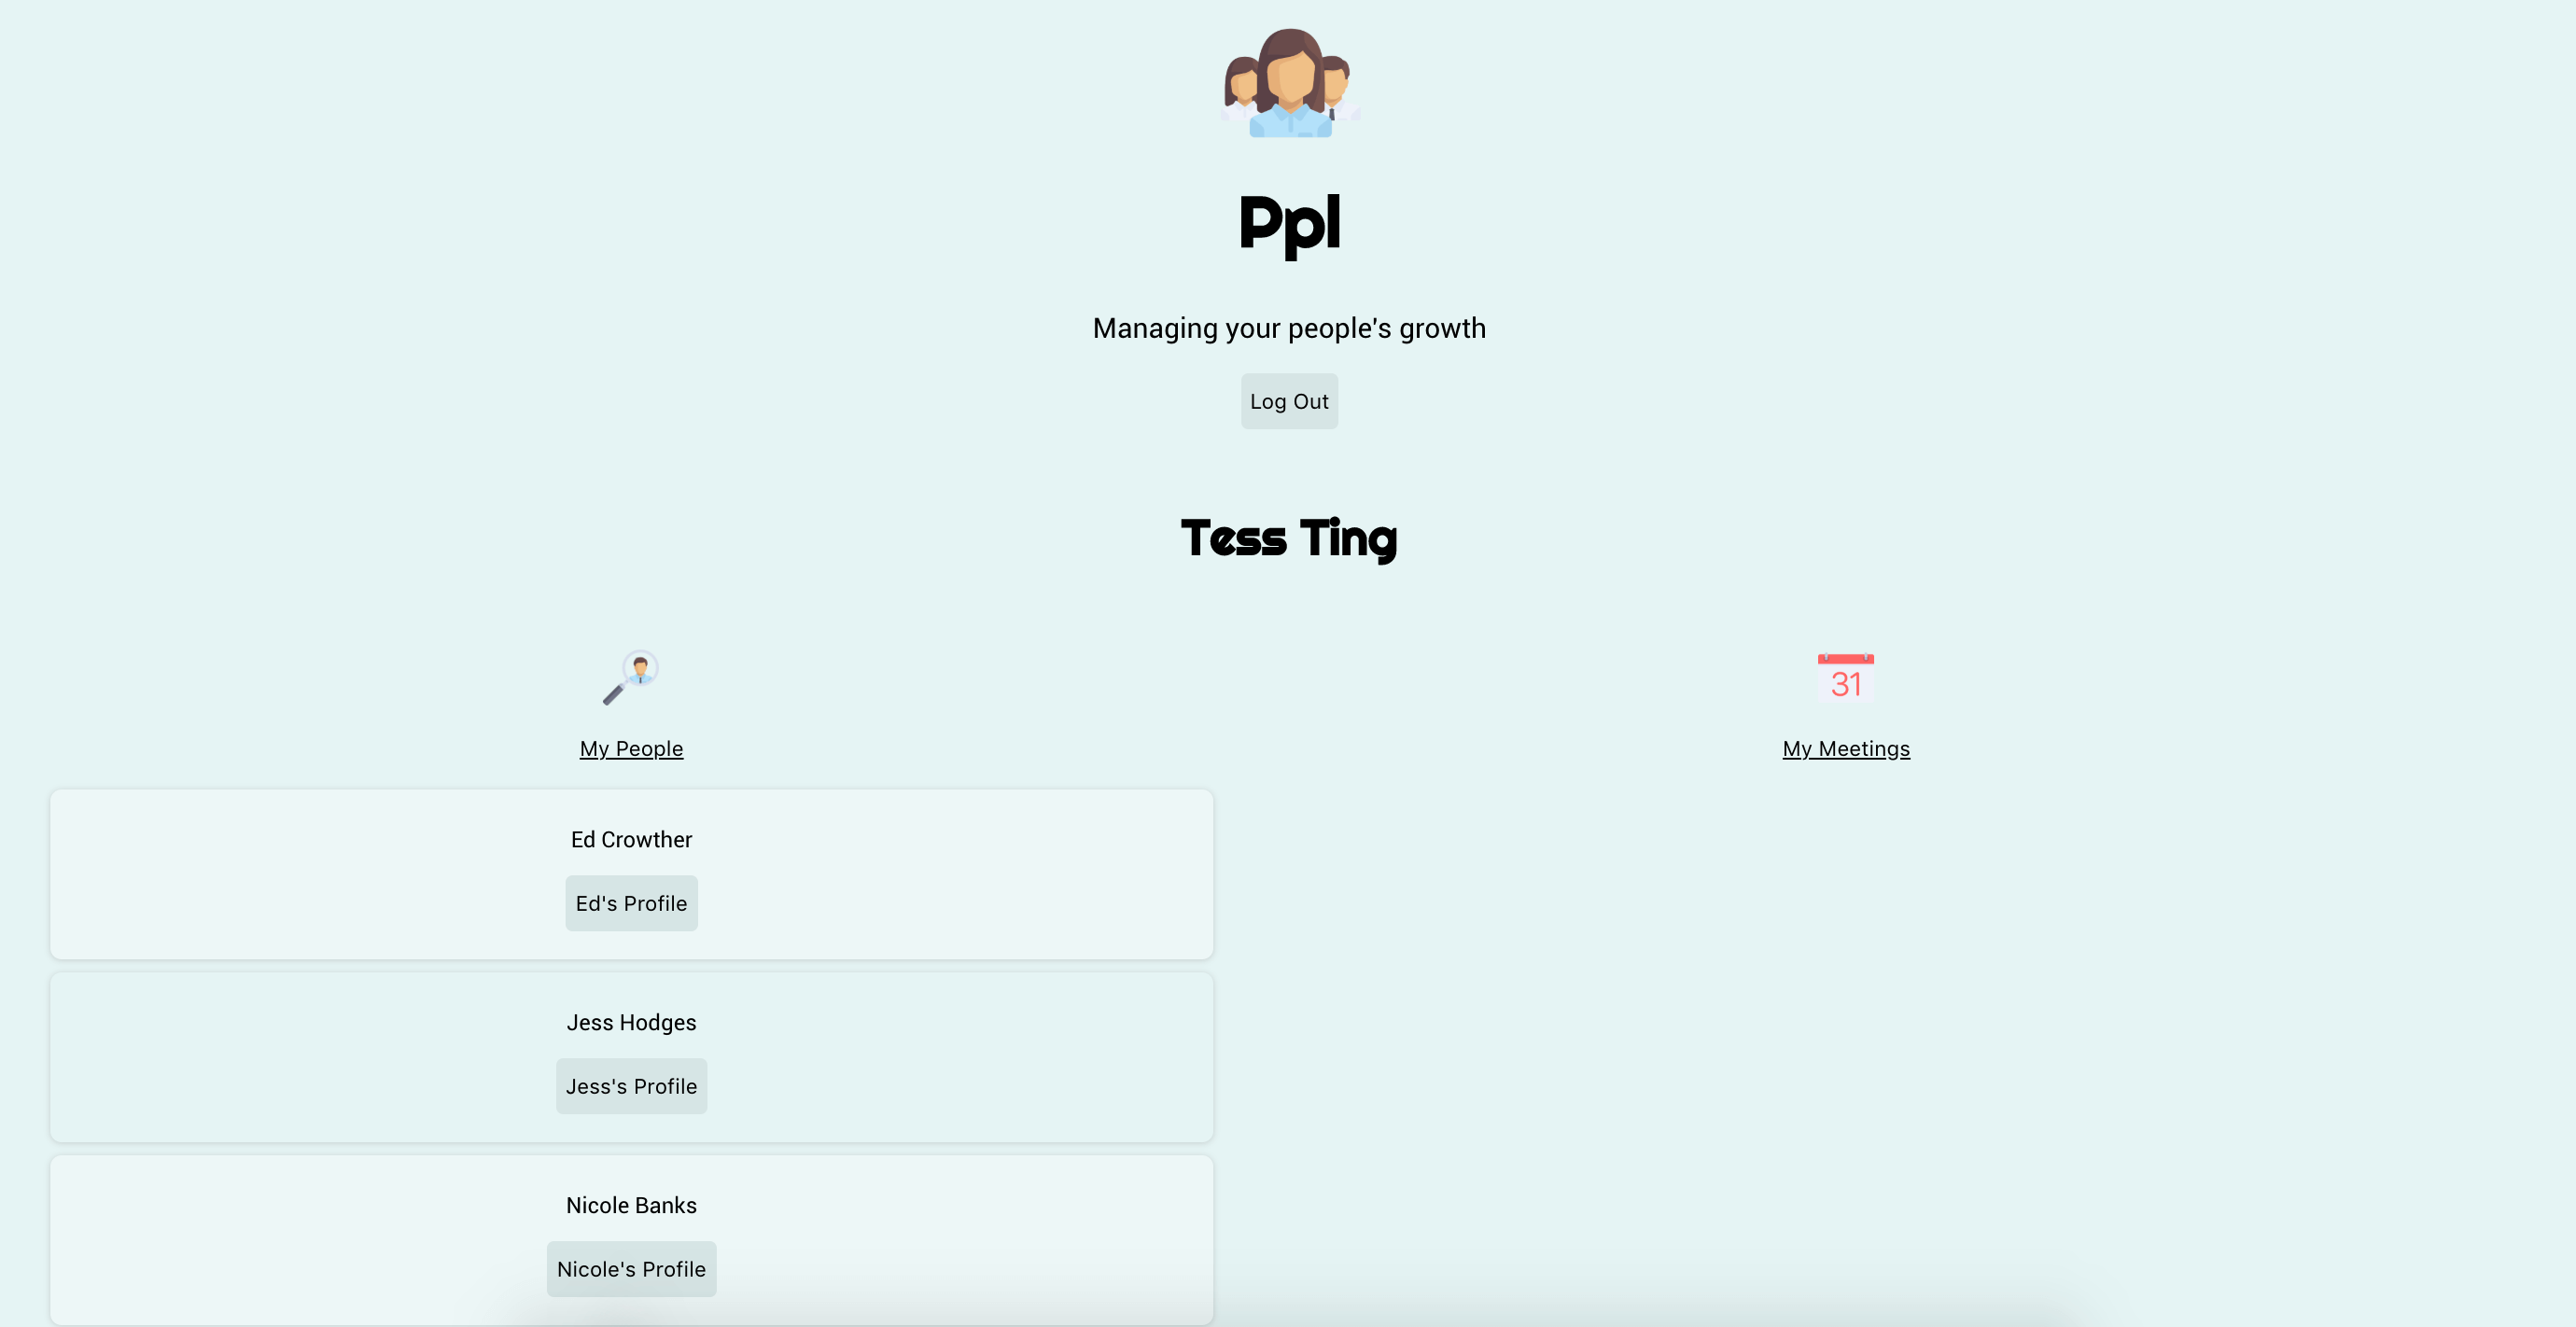 Ppl
Managing your people's growth
Log Out
Tess Ting
31
My People
My Meetings
Ed Crowther
Ed's Profile
Jess Hodges
Jess's Profile
Nicole Banks
Nicole's Profile